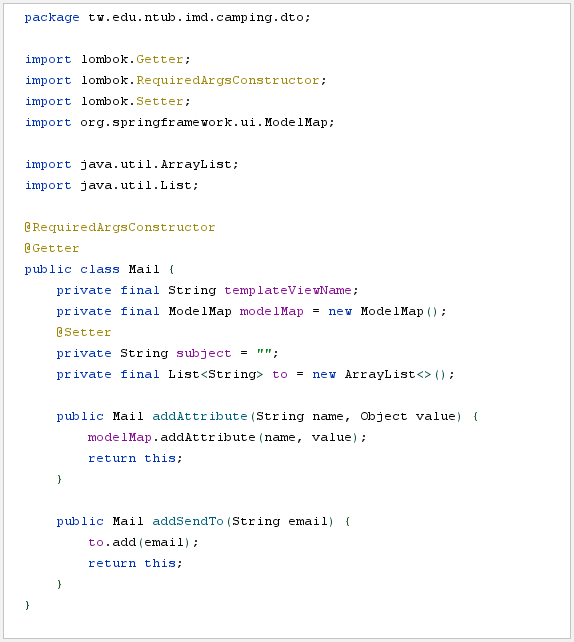 package tw.edu.ntub.imd.camping.dto;
import lombok.Getter;
import lombok.RequiredArgsConstructor;
import lombok.Setter;
import org.springframework.ui.ModelMap;
import java.util.ArrayList;
import java.util.List;
@RequiredArgsConstructor
@Getter
public class Mail {
    private final String templateViewName;
    private final ModelMap modelMap = new ModelMap();
    @Setter
    private String subject = "";
    private final List<String> to = new ArrayList<>();
    public Mail addAttribute(String name, Object value) {
        modelMap.addAttribute(name, value);
        return this;
    }
    public Mail addSendTo(String email) {
        to.add(email);
        return this;
    }
}